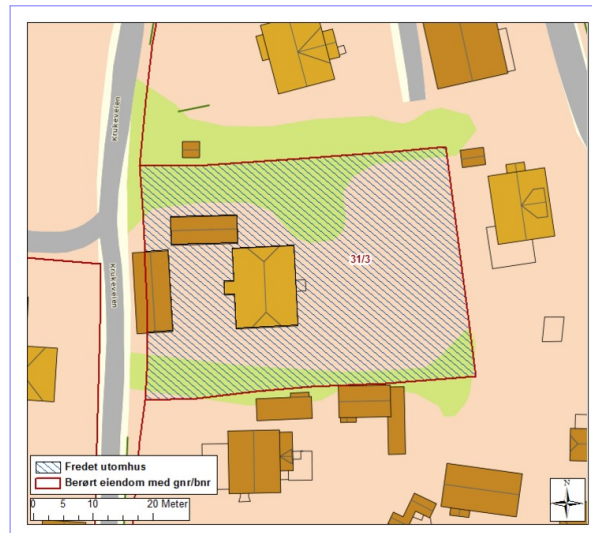 Krukeveien
Krukeveien
31/3
Fredet utomhus
Berørt eiendom med gnr/bnr
0 5 10 20 Meter
N